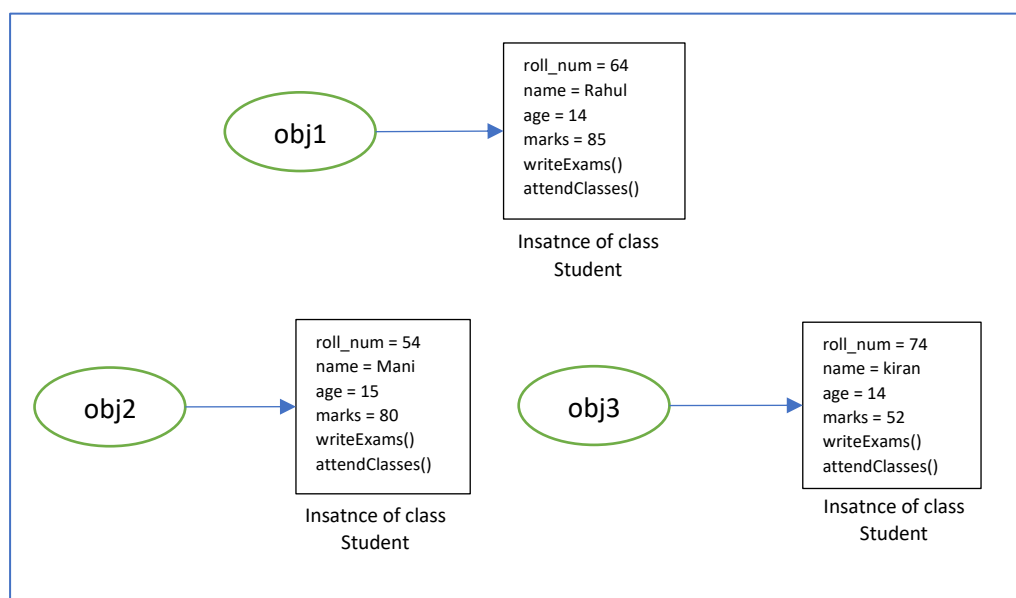 obj1
roll_num = 64
name = Rahul
age = 14
marks = 85
writeExams()
attendClasses()
Insatnce of class
Student
obj2
roll_num = 54
name = Mani
age = 15
marks = 80
writeExams()
attendClasses()
Insatnce of class
Student
obj3
roll_num = 74
name = kiran
age = 14
marks = 52
writeExams()
attendClasses()
Insatnce of class
Student